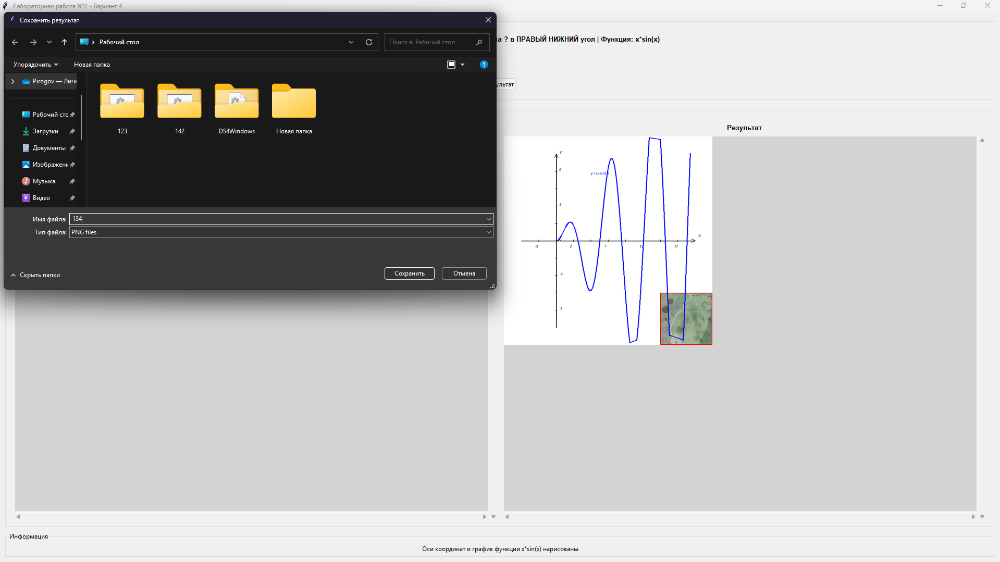 Лабораторная работа №2 - Вариант 4
Сохранить результат
Рабочий стол
Поиск в: Рабочий стол
? в ПРАВЫЙ НИЖНИЙ угол | Функция: x*sin(x)
Упорядочить
Новая папка
Pirogov — Личн
ультат
Рабочий сто
Загрузки
Документы
Изображени
Музыка
Видео
123
142
DS4Windows
Новая папка
Имя файла:
134
Тип файла:
PNG files
Скрыть папки
Сохранить
Отмена
Результат
Y
6
y=x*sin(
3
X
-3
2
7
12
17
-4
-7
Информация
Оси координат и график функции x*sin(x) нарисованы